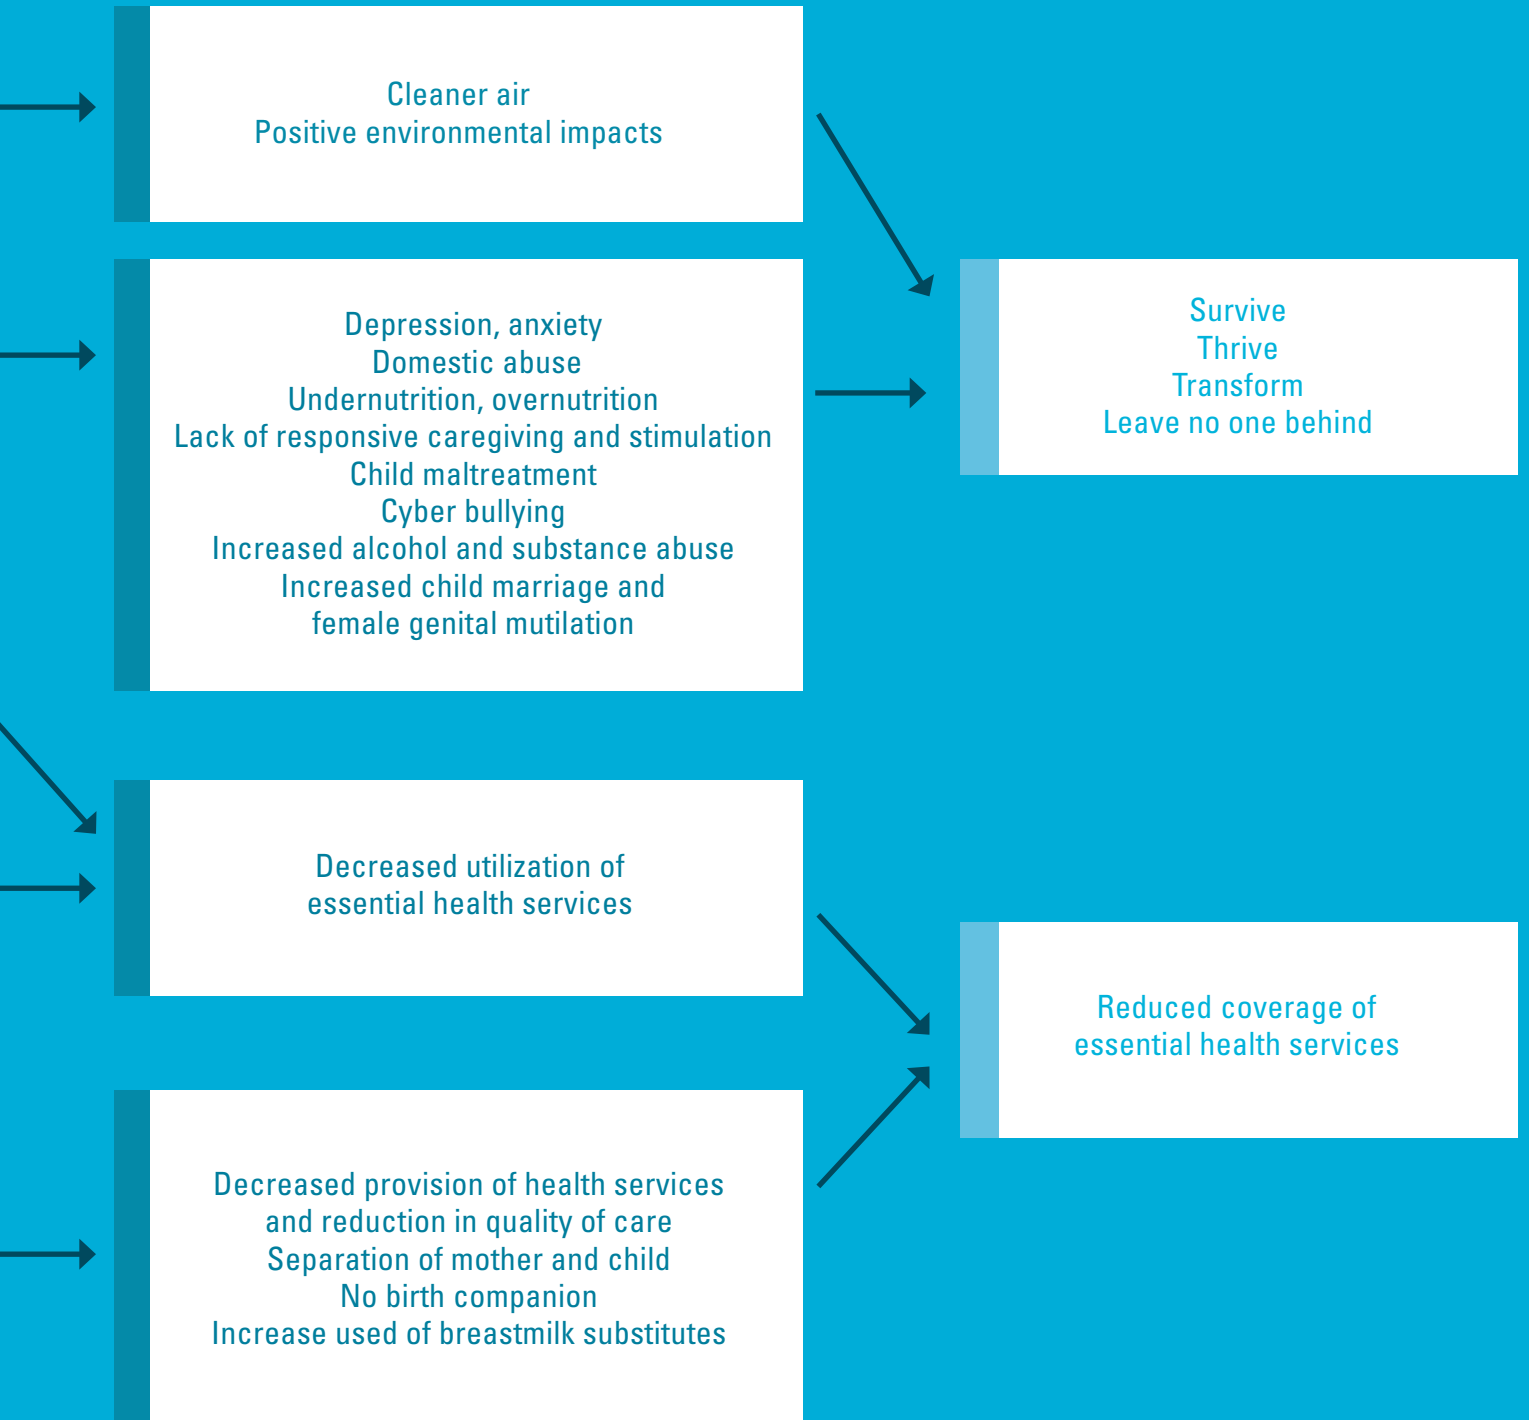 Cleaner air
Positive environmental impacts
Depression, anxiety
Domestic abuse
Undernutrition, overnutrition
Lack of responsive caregiving and stimulation
Child maltreatment
Cyber bullying
Increased alcohol and substance abuse
Increased child marriage and
female genital mutilation
Survive
Thrive
Transform
Leave no one behind
Decreased utilization of
essential health services
Reduced coverage of
essential health services
Decreased provision of health services
and reduction in quality of care
Separation of mother and child
No birth companion
Increase used of breastmilk substitutes